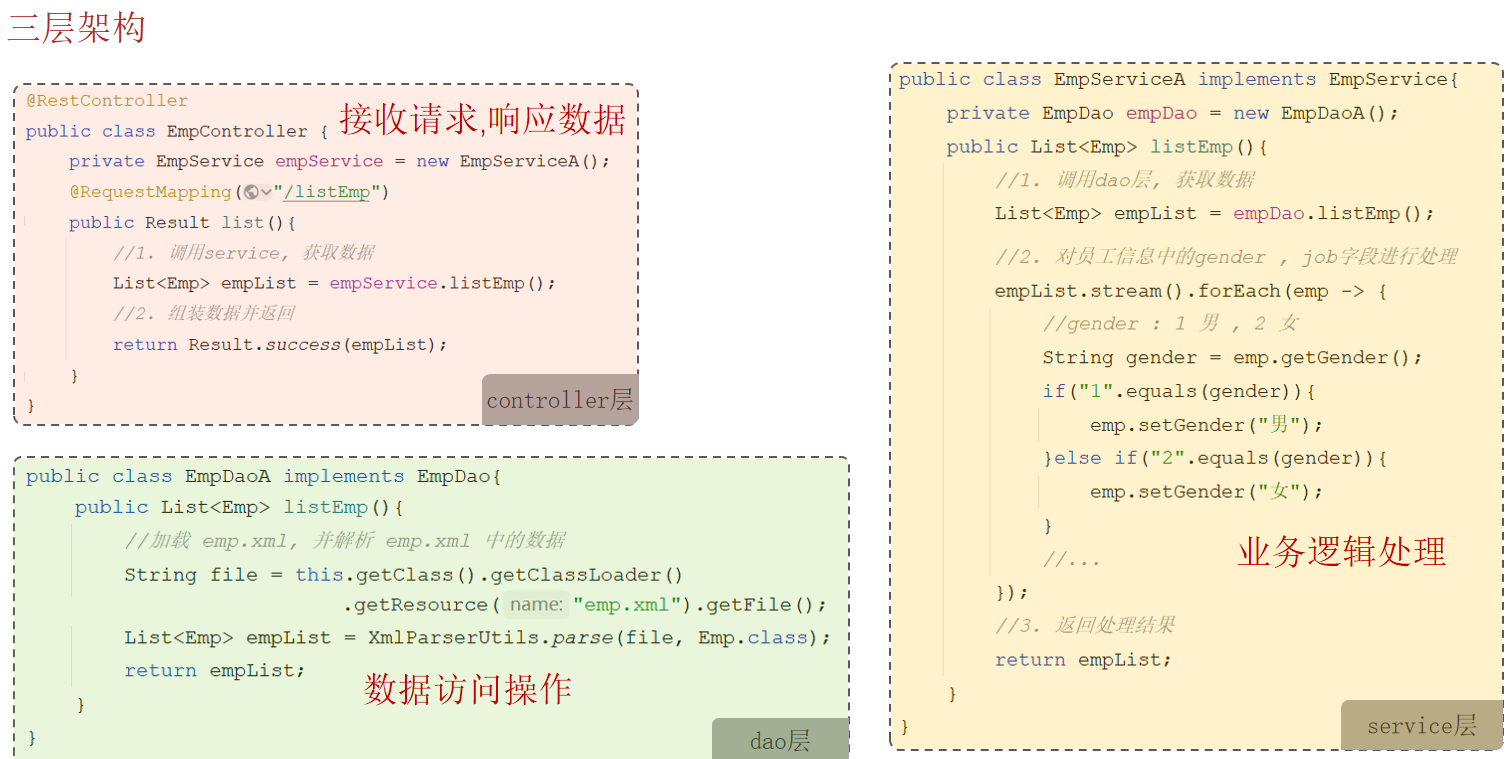 三层架构
@RestController
public class EmpController {
接收请求,响应数据
private EmpService empService = new EmpServiceA();
@RequestMapping("/listEmp")
public Result list(){
//1. 调用service, 获取数据
List<Emp> empList = empService.listEmp();
//2. 组装数据并返回
return Result.success(empList);
}
}
controller层
public class EmpDaoA implements EmpDao{
public List<Emp> listEmp(){
//加载 emp.xml, 并解析 emp.xml 中的数据
String file = this.getClass().getClassLoader()
.getResource( name: "emp.xml").getFile();
List<Emp> empList = XmlParserUtils.parse(file, Emp.class);
return empList;
数据访问操作
}
}
dao层
public class EmpServiceA implements EmpService{
private EmpDao empDao = new EmpDaoA();
public List<Emp> listEmp(){
//1. 调用dao层, 获取数据
List<Emp> empList = empDao.listEmp();
//2. 对员工信息中的gender , job字段进行处理
empList.stream().forEach(emp -> {
//gender : 1 男 , 2 女
String gender = emp.getGender();
if("1".equals(gender)){
emp.setGender("男");
}else if("2".equals(gender)){
emp.setGender("女");
}
业务逻辑处理
//...
});
//3. 返回处理结果
return empList;
}
}
service层